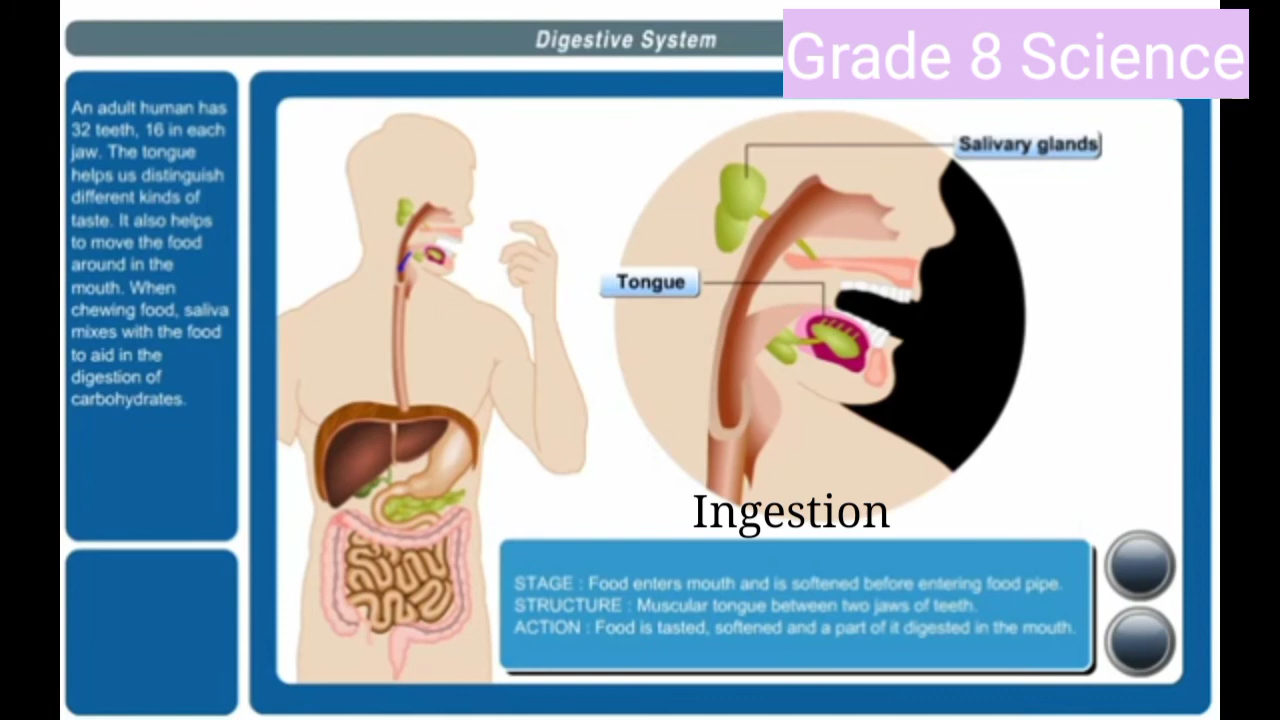 Digestive System
Grade 8 Science
An adult human has
32 teeth, 16 in each
jaw. The tongue
helps us distinguish
different kinds of
taste. It also helps
to move the food
around in the
mouth. When
chewing food, saliva
mixes with the food
to aid in the
digestion of
carbohydrates.
Salivary glands
Tongue
Ingestion
STAGE : Food enters mouth and is softened before entering food pipe.
STRUCTURE : Muscular tongue between two jaws of teeth.
ACTION : Food is tasted, softened and a part of it digested in the mouth.